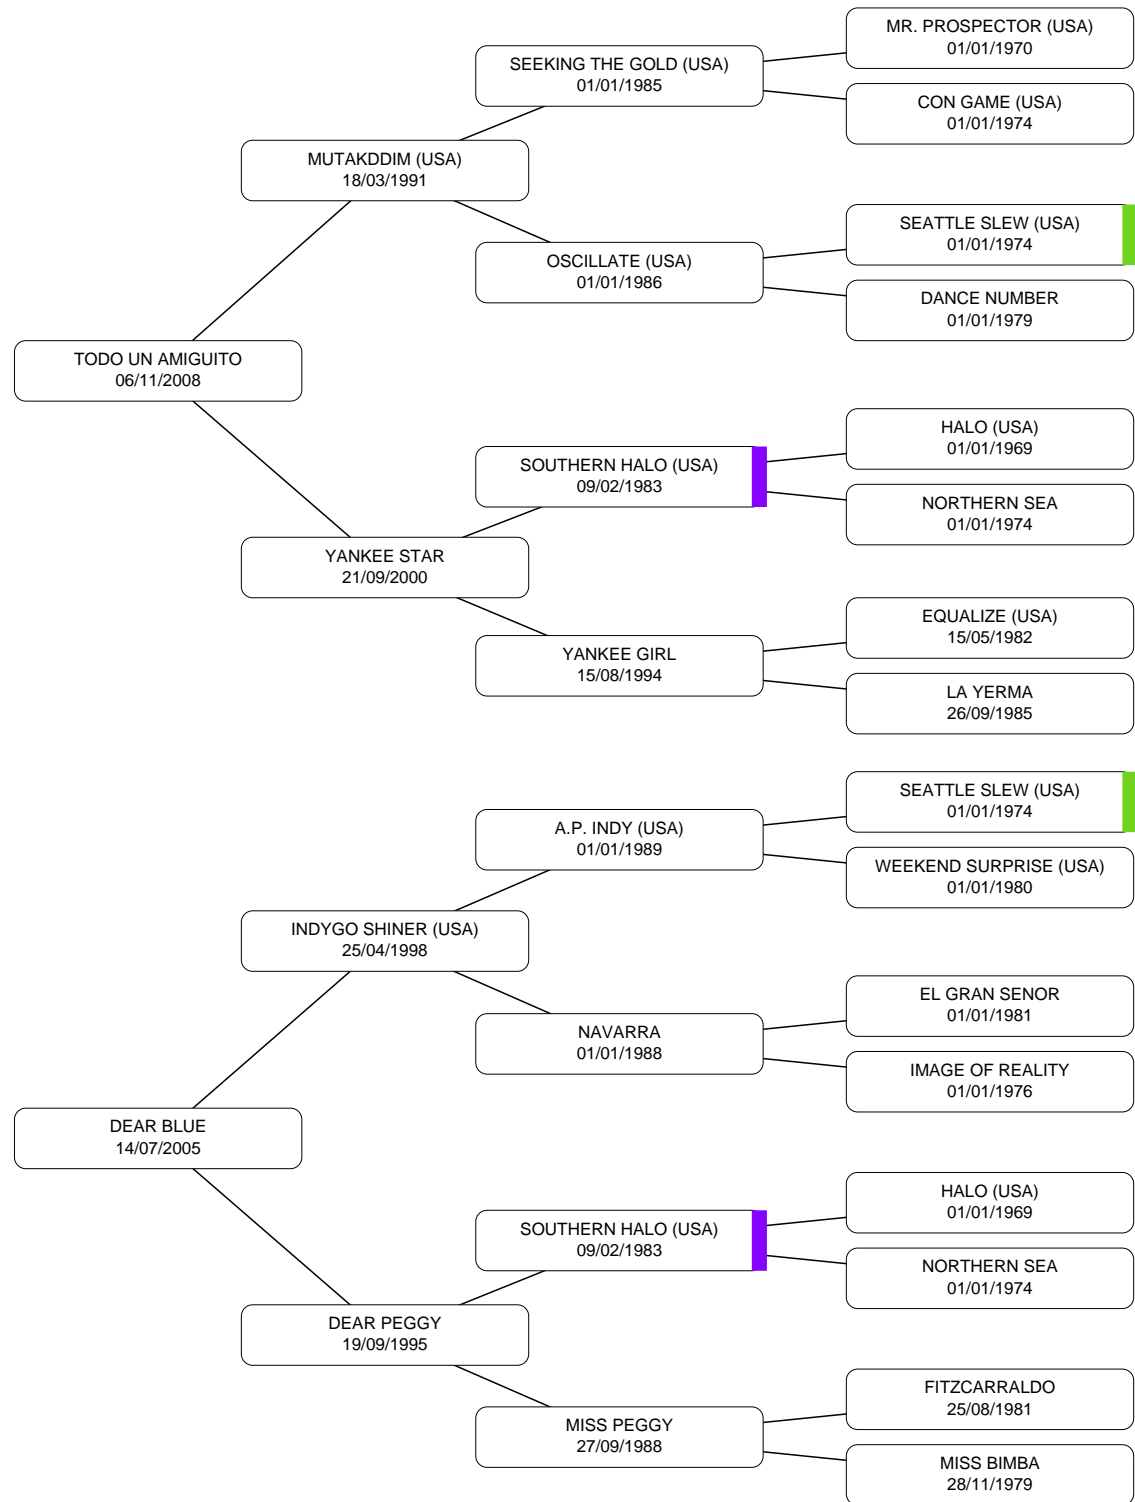 MR. PROSPECTOR (USA)
01/01/1970
SEEKING THE GOLD (USA)
01/01/1985
CON GAME (USA)
01/01/1974
MUTAKDDIM (USA)
18/03/1991
SEATTLE SLEW (USA)
01/01/1974
OSCILLATE (USA)
01/01/1986
DANCE NUMBER
01/01/1979
TODO UN AMIGUITO
06/11/2008
HALO (USA)
01/01/1969
SOUTHERN HALO (USA)
09/02/1983
NORTHERN SEA
01/01/1974
YANKEE STAR
21/09/2000
EQUALIZE (USA)
15/05/1982
YANKEE GIRL
15/08/1994
LA YERMA
26/09/1985
SEATTLE SLEW (USA)
01/01/1974
A.P. INDY (USA)
01/01/1989
WEEKEND SURPRISE (USA)
01/01/1980
INDYGO SHINER (USA)
25/04/1998
EL GRAN SENOR
01/01/1981
NAVARRA
01/01/1988
IMAGE OF REALITY
01/01/1976
DEAR BLUE
14/07/2005
HALO (USA)
01/01/1969
SOUTHERN HALO (USA)
09/02/1983
NORTHERN SEA
01/01/1974
DEAR PEGGY
19/09/1995
FITZCARRALDO
25/08/1981
MISS PEGGY
27/09/1988
MISS BIMBA
28/11/1979